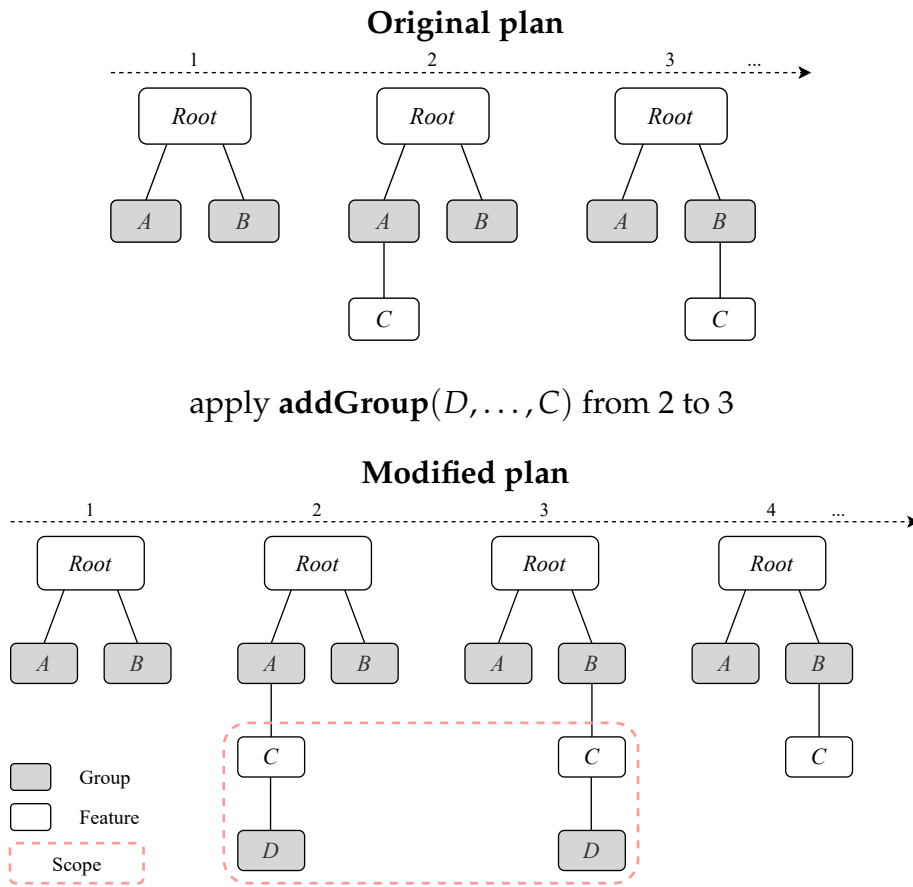 Original plan
1 2 3 ...
Root Root Root
A B A B A B
C C
apply addGroup(D, . . . , C) from 2 to 3
Modified plan
1 2 3 4 ...
Root Root Root Root
A B A B A B A B
C C C
Group
Feature
D D
Scope